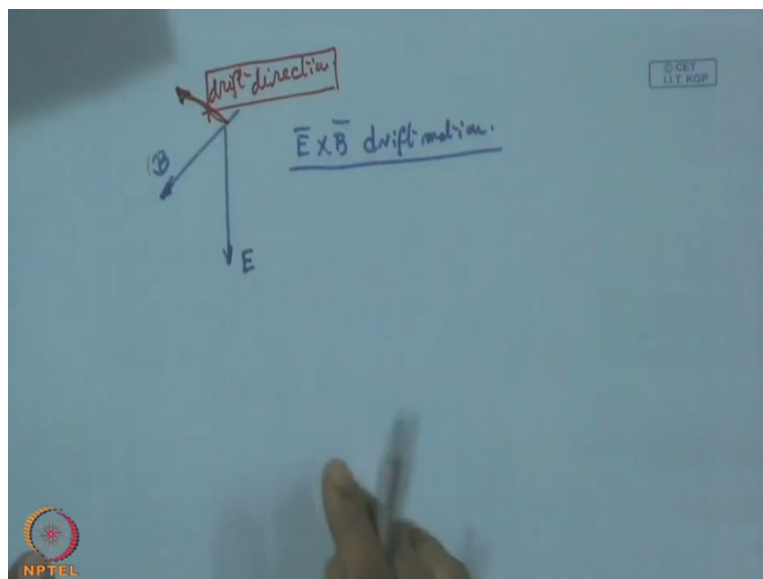 drift direction.
© CET
I.I.T. KGP
E̅ X B̅ drift motion.
B
E
NPTEL